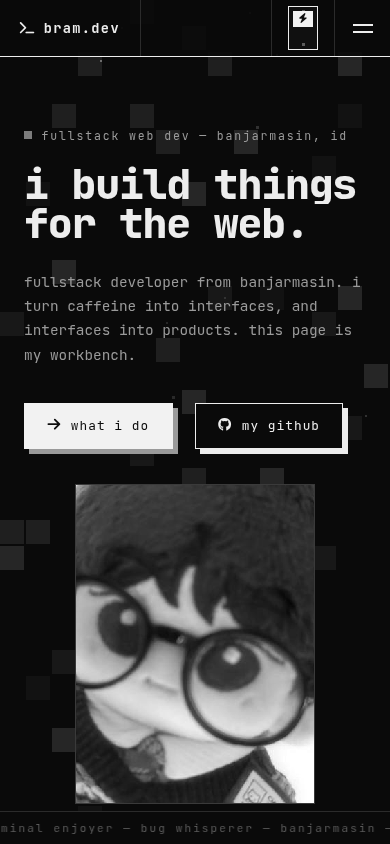 bram.dev
fullstack web dev — banjarmasin, id
i build things
for the web.
fullstack developer from banjarmasin. i
turn caffeine into interfaces, and
interfaces into products. this page is
my workbench.
what i do
my github
minal enjoyer — bug whisperer — banjarmasin —